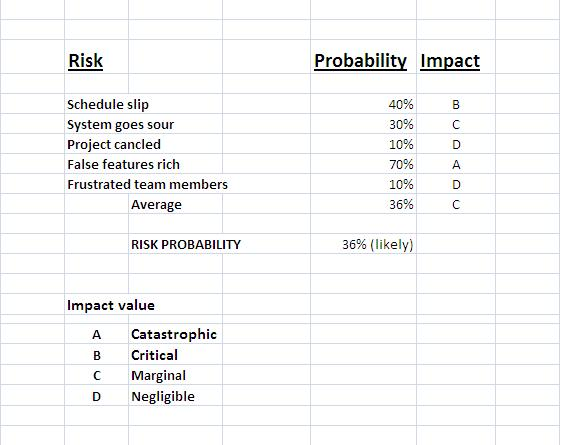 Risk Probability Impact
Schedule slip 40% B
System goes sour 30% C
Project cancled 10% D
False features rich 70% A
Frustrated team members 10% D
Average 36% C
RISK PROBABILITY 36% (likely)
Impact value
A Catastrophic
B Critical
C Marginal
D Negligible